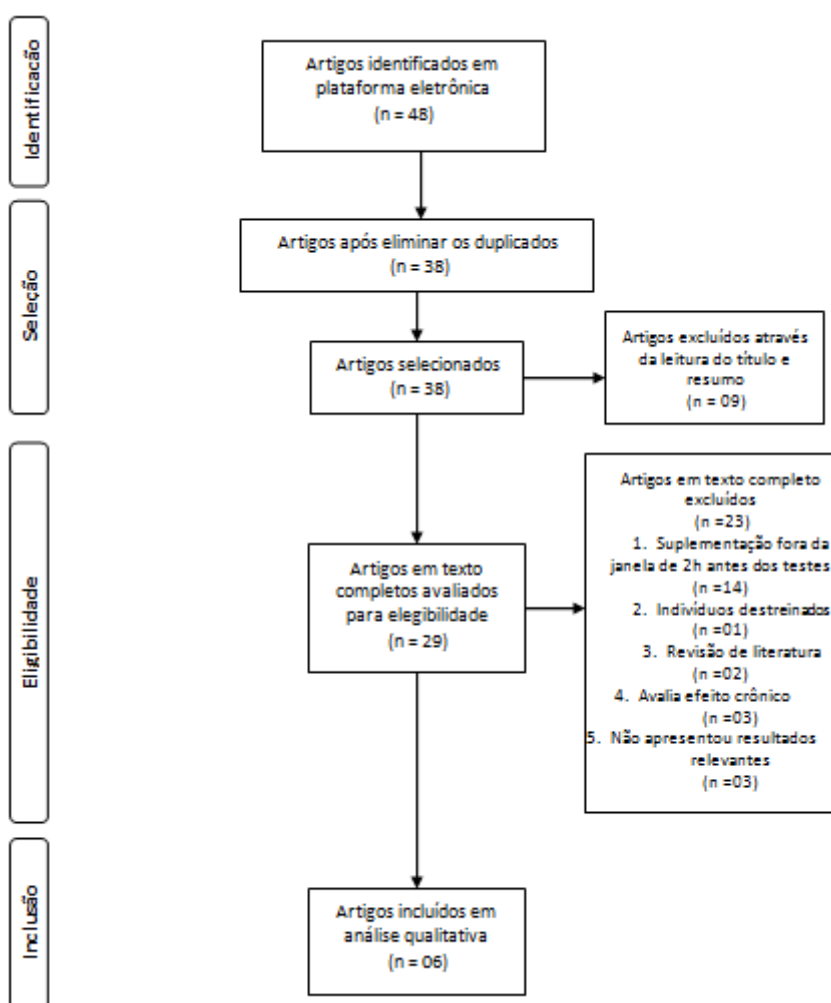 Identificação
Artigos identificados em
plataforma eletrônica
(n = 48)
Seleção
Artigos após eliminar os duplicados
(n = 38)
Artigos selecionados
(n = 38)
Artigos excluídos através
da leitura do título e
resumo
(n = 09)
Eligibilidade
Artigos em texto
completos avaliados
para elegibilidade
(n = 29)
Artigos em texto completo
excluídos
(n =23)
1. Suplementação fora da
janela de 2h antes dos testes
(n =14)
2. Indivíduos destreinados
(n =01)
3. Revisão de literatura
(n =02)
4. Avalia efeito crônico
(n =03)
5. Não apresentou resultados
relevantes
(n =03)
Inclusão
Artigos incluídos em
análise qualitativa
(n = 06)